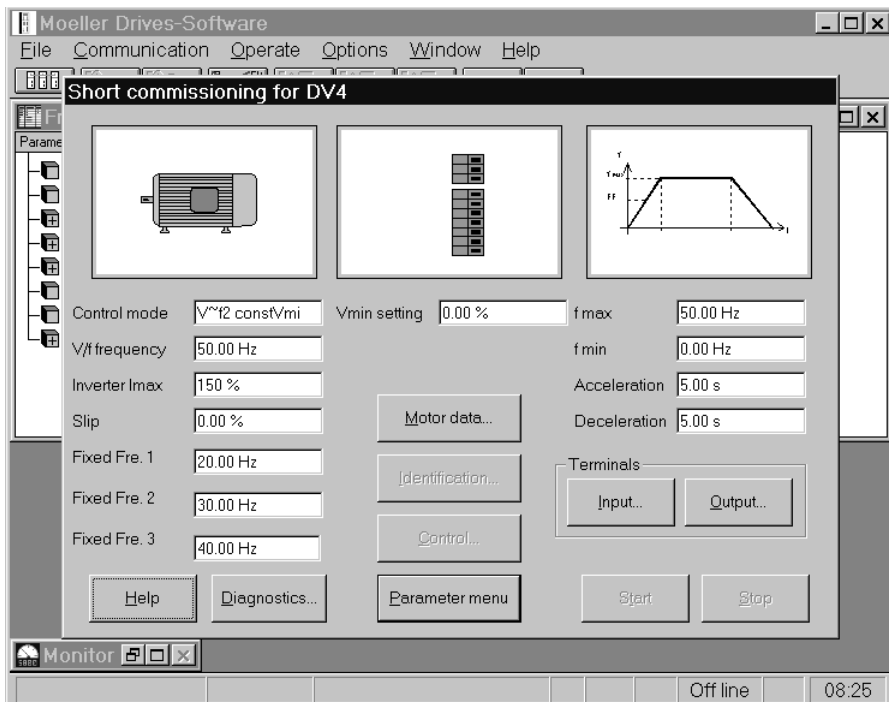 Moeller Drives-Software
File Communication Operate Options Window Help
Short commissioning for DV4
Fr
Parame
f
f max
FF
t
Control mode V~f2 constVmi Vmin setting 0.00 % f max 50.00 Hz
V/f frequency 50.00 Hz f min 0.00 Hz
Inverter Imax 150 % Acceleration 5.00 s
Slip 0.00 % Motor data... Deceleration 5.00 s
Fixed Fre. 1 20.00 Hz Identification... Terminals
Fixed Fre. 2 30.00 Hz Input... Output...
Fixed Fre. 3 40.00 Hz Control...
Help Diagnostics... Parameter menu Start Stop
Monitor
Off line 08:25